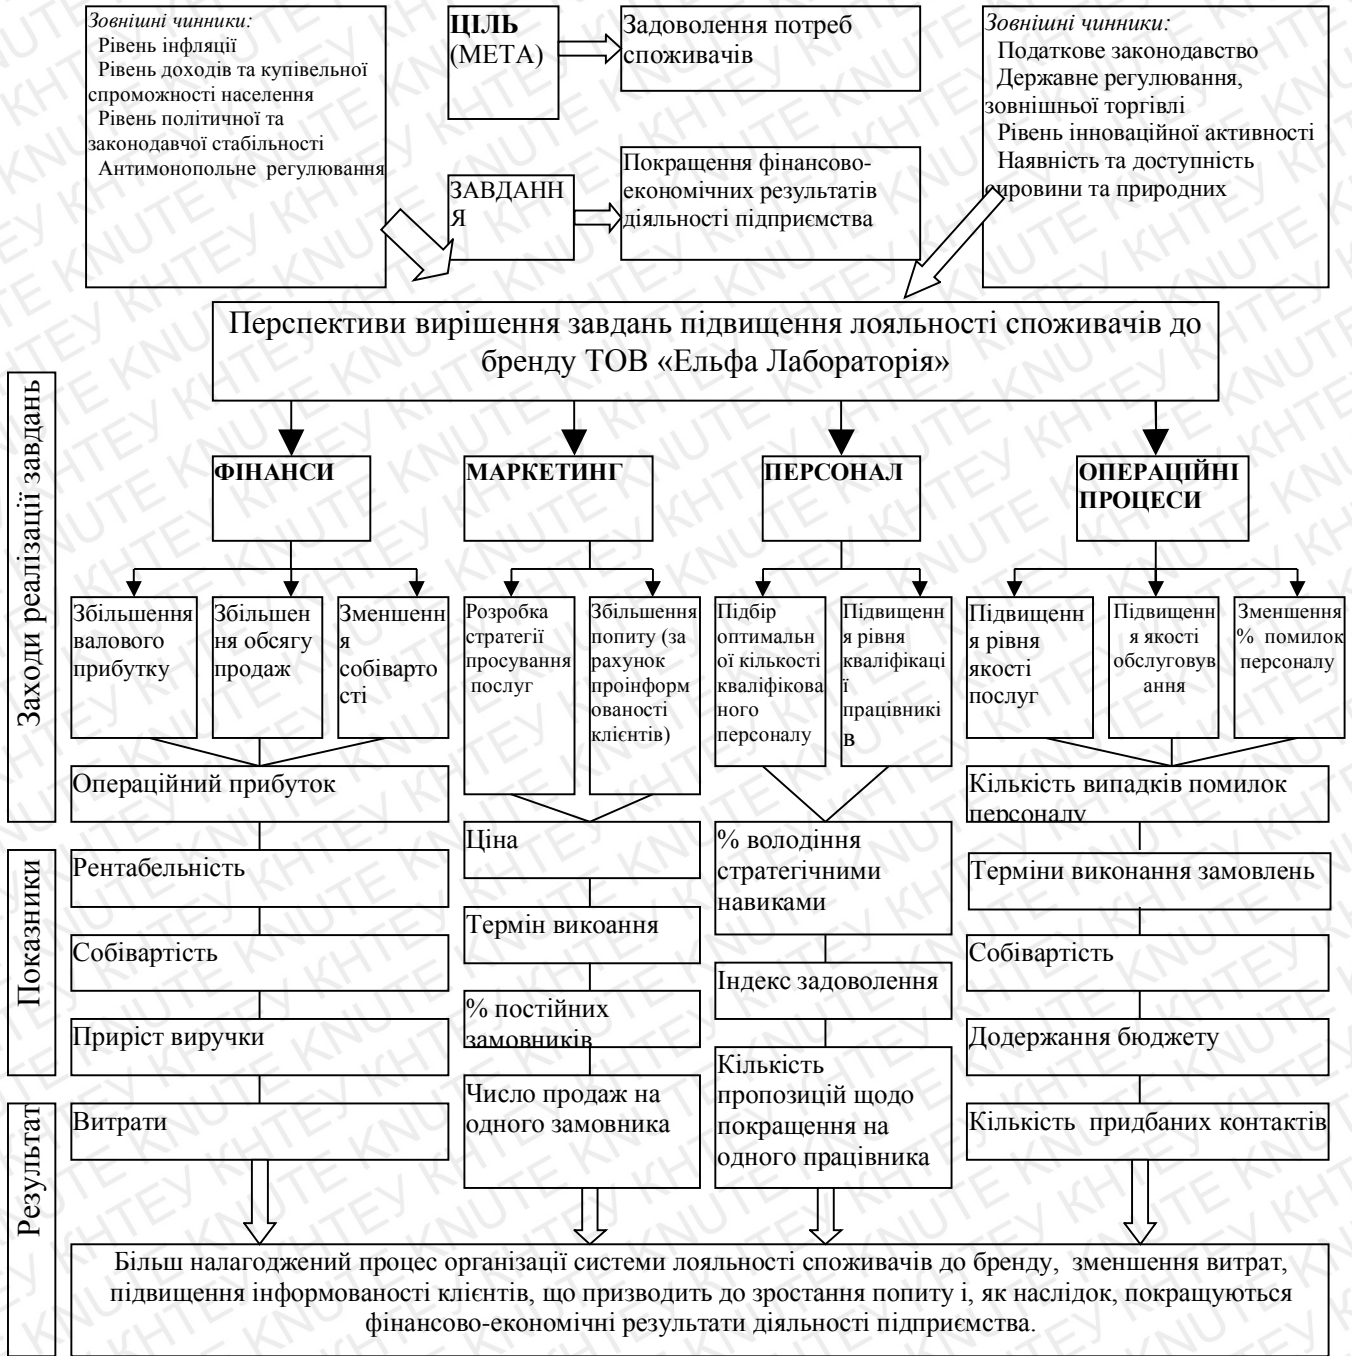 Зовнішні чинники:
Рівень інфляції
Рівень доходів та купівельної
спроможності населення
Рівень політичної та
законодавчої стабільності
Антимонопольне регулювання
ЦІЛЬ
(МЕТА)
Задоволення потреб
споживачів
ЗАВДАНН
Я
Покращення фінансово-
економічних результатів
діяльності підприємства
Зовнішні чинники:
Податкове законодавство
Державне регулювання,
зовнішньої торгівлі
Рівень інноваційної активності
Наявність та доступність
сировини та природних
Перспективи вирішення завдань підвищення лояльності споживачів до
бренду ТОВ «Ельфа Лабораторія»
Заходи реалізації завдань
ФІНАНСИ
МАРКЕТИНГ
ПЕРСОНАЛ
ОПЕРАЦІЙНІ
ПРОЦЕСИ
Збільшення
валового
прибутку
Збільшен
ня обсягу
продаж
Зменшенн
я
собіварто
сті
Розробка
стратегії
просування
послуг
Збільшення
попиту (за
рахунок
проінформ
ованості
клієнтів)
Підбір
оптимальн
ої кількості
кваліфікова
ного
персоналу
Підвищенн
я рівня
кваліфікаці
ї
працівникі
в
Підвищенн
я рівня
якості
послуг
Підвищенн
я якості
обслуговув
ання
Зменшення
% помилок
персоналу
Операційний прибуток
Ціна
% володіння
стратегічними
навиками
Кількість випадків помилок
персоналу
Показники
Рентабельність
Термін викоання
Індекс задоволення
Терміни виконання замовлень
Собівартість
% постійних
замовників
Кількість
пропозицій щодо
покращення на
одного працівника
Собівартість
Приріст виручки
Число продаж на
одного замовника
Додержання бюджету
Результат
Витрати
Кількість придбаних контактів
Більш налагоджений процес організації системи лояльності споживачів до бренду, зменшення витрат,
підвищення інформованості клієнтів, що призводить до зростання попиту і, як наслідок, покращуються
фінансово-економічні результати діяльності підприємства.